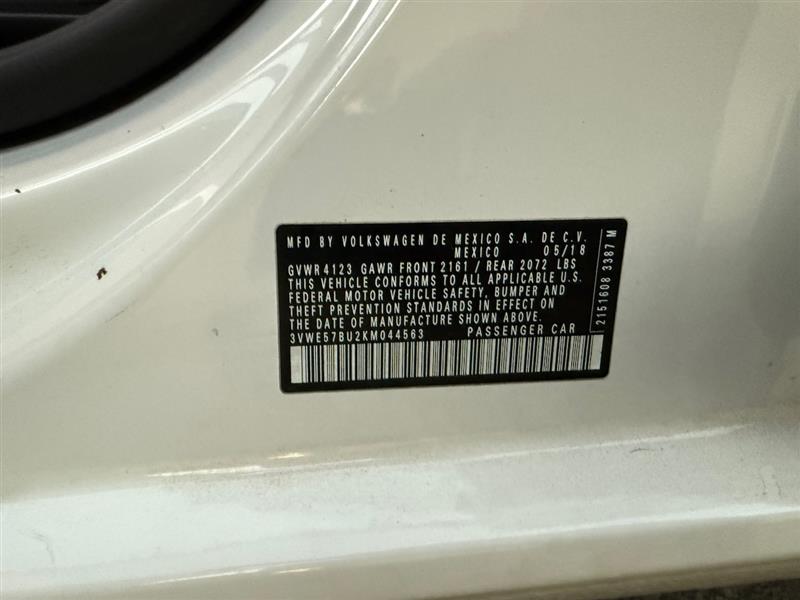 MFD BY VOLKSWAGEN DE MEXICO S.A. DE C.V.
MEXICO 05/18
GVWR 4123 GAWR FRONT 2161 / REAR 2072 LBS
THIS VEHICLE CONFORMS TO ALL APPLICABLE U.S.
FEDERAL MOTOR VEHICLE SAFETY, BUMPER AND
THEFT PREVENTION STANDARDS IN EFFECT ON
THE DATE OF MANUFACTURE SHOWN ABOVE.
3VWE57BU2KM044563 PASSENGER CAR
2151608 3387 M